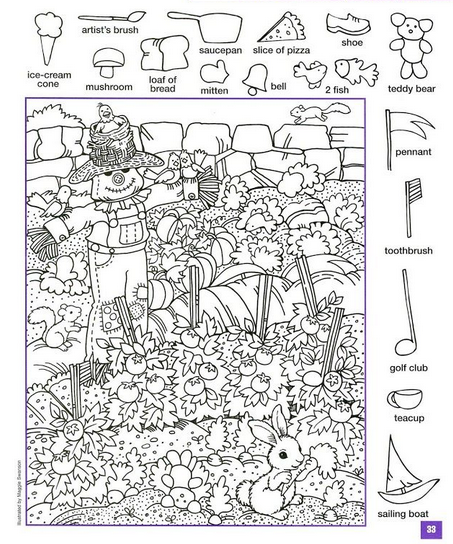 artist's brush
saucepan
slice of pizza
shoe
ice-cream
cone
mushroom
loaf of
bread
mitten
bell
2 fish
teddy bear
pennant
toothbrush
golf club
teacup
sailing boat
Illustrated by Maggie Swanson
33